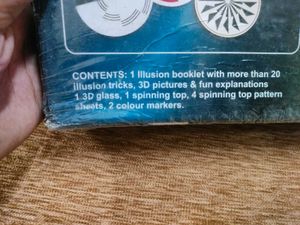 CONTENTS: 1 Illusion booklet with more than 20
illusion tricks, 3D pictures & fun explanations
1 3D glass, 1 spinning top, 4 spinning top pattern
sheets, 2 colour markers.